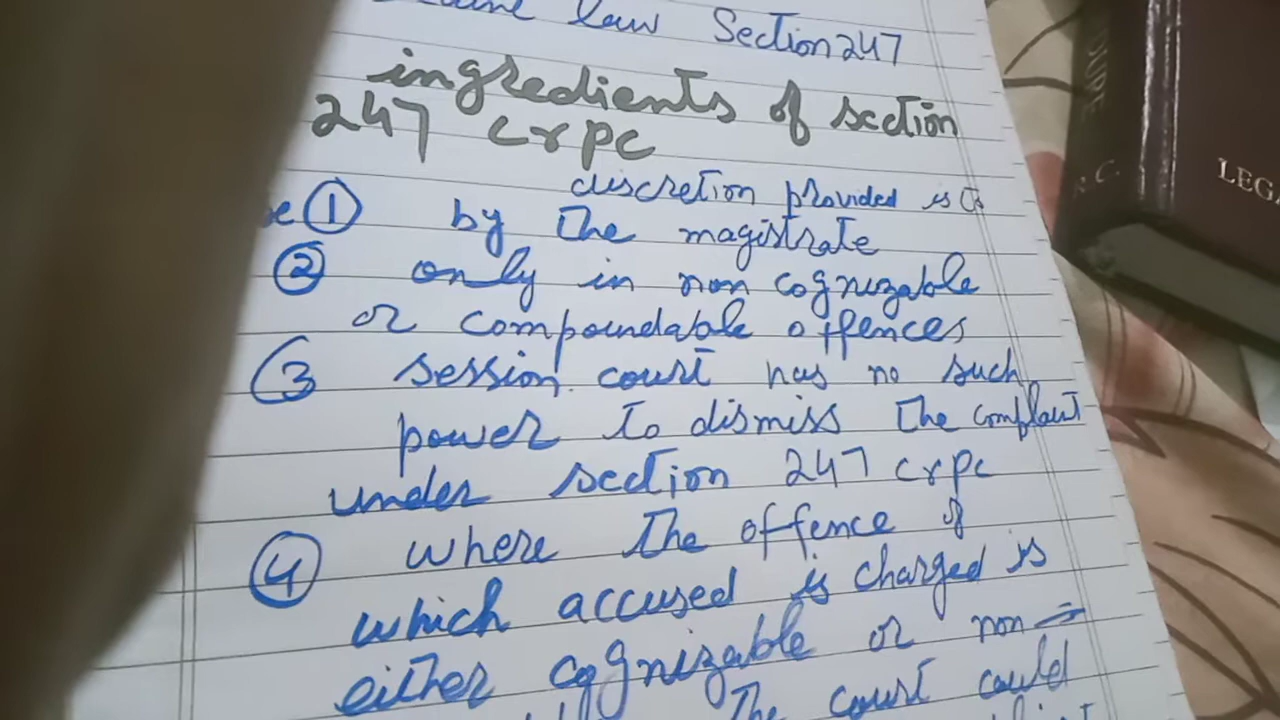 law Section 247
ingredients of section
247 crpc
discretion provided is
① by the magistrate
② only in non cognizable
or compoundable offences
③ session court has no such
power to dismiss the complaint
under section 247 crpc
④ where the offence of
which accused is charged is
either cognizable or non
The court could
LEGA